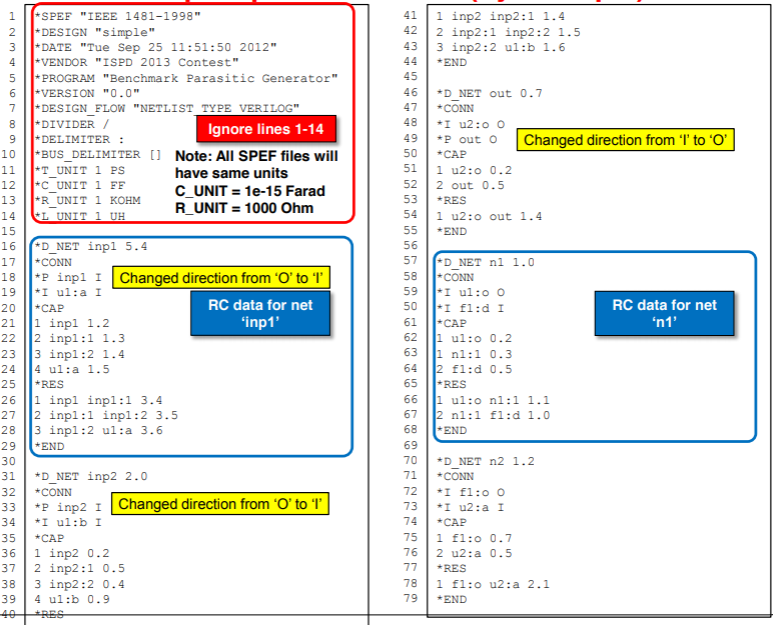 1 *SPEF "IEEE 1481-1998"
2 *DESIGN "simple"
3 *DATE "Tue Sep 25 11:51:50 2012"
4 *VENDOR "ISPD 2013 Contest"
5 *PROGRAM "Benchmark Parasitic Generator"
6 *VERSION "0.0"
7 *DESIGN_FLOW "NETLIST_TYPE_VERILOG"
8 *DIVIDER /
9 *DELIMITER :
10 *BUS_DELIMITER []
11 *T_UNIT 1 PS
12 *C_UNIT 1 FF
13 *R_UNIT 1 KOHM
14 *L_UNIT 1 UH
Ignore lines 1-14
Note: All SPEF files will
have same units
C_UNIT = 1e-15 Farad
R_UNIT = 1000 Ohm
15
16 *D_NET inp1 5.4
17 *CONN
18 *P inp1 I
Changed direction from 'O' to 'I'
19 *I u1:a I
20 *CAP
RC data for net
'inp1'
21 1 inp1 1.2
22 2 inp1:1 1.3
23 3 inp1:2 1.4
24 4 u1:a 1.5
25 *RES
26 1 inp1 inp1:1 3.4
27 2 inp1:1 inp1:2 3.5
28 3 inp1:2 u1:a 3.6
29 *END
30
31 *D_NET inp2 2.0
32 *CONN
33 *P inp2 I
Changed direction from 'O' to 'I'
34 *I u1:b I
35 *CAP
36 1 inp2 0.2
37 2 inp2:1 0.5
38 3 inp2:2 0.4
39 4 u1:b 0.9
40 *RES
41 1 inp2 inp2:1 1.4
42 2 inp2:1 inp2:2 1.5
43 3 inp2:2 u1:b 1.6
44 *END
45
46 *D_NET out 0.7
47 *CONN
48 *I u2:o O
49 *P out O
Changed direction from 'I' to 'O'
50 *CAP
51 1 u2:o 0.2
52 2 out 0.5
53 *RES
54 1 u2:o out 1.4
55 *END
56
57 *D_NET n1 1.0
58 *CONN
59 *I u1:o O
50 *I f1:d I
RC data for net
'n1'
61 *CAP
62 1 u1:o 0.2
63 1 n1:1 0.3
64 2 f1:d 0.5
65 *RES
66 1 u1:o n1:1 1.1
67 2 n1:1 f1:d 1.0
68 *END
69
70 *D_NET n2 1.2
71 *CONN
72 *I f1:o O
73 *I u2:a I
74 *CAP
75 1 f1:o 0.7
76 2 u2:a 0.5
77 *RES
78 1 f1:o u2:a 2.1
79 *END